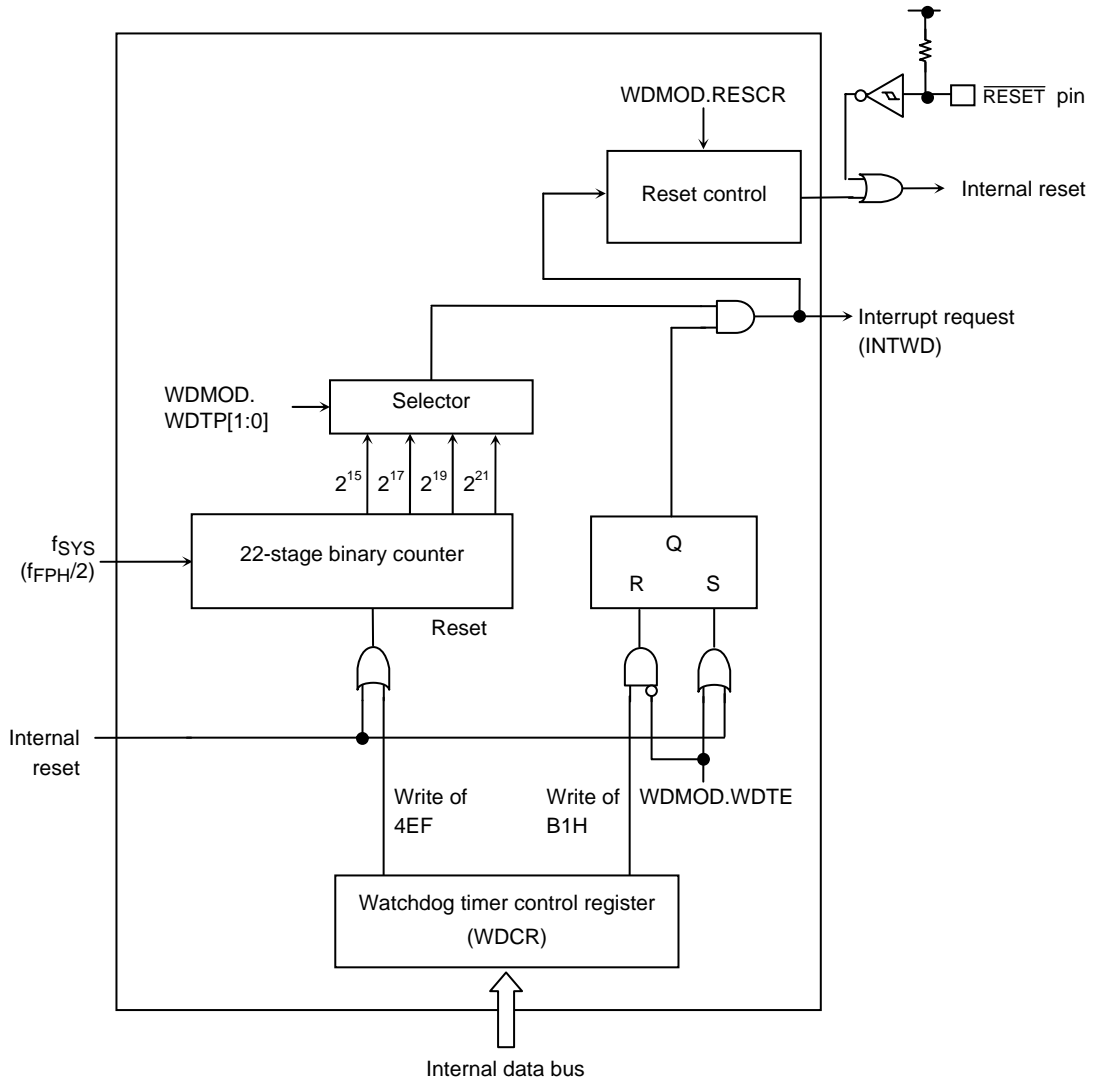 WDMOD.RESCR
RESET pin
Reset control
Internal reset
Interrupt request
(INTWD)
WDMOD.
WDTP[1:0]
Selector
2^15 2^17 2^19 2^21
fSYS
(fFPH/2)
22-stage binary counter
Q
R S
Reset
Internal
reset
Write of
4EF
Write of
B1H
WDMOD.WDTE
Watchdog timer control register
(WDCR)
Internal data bus